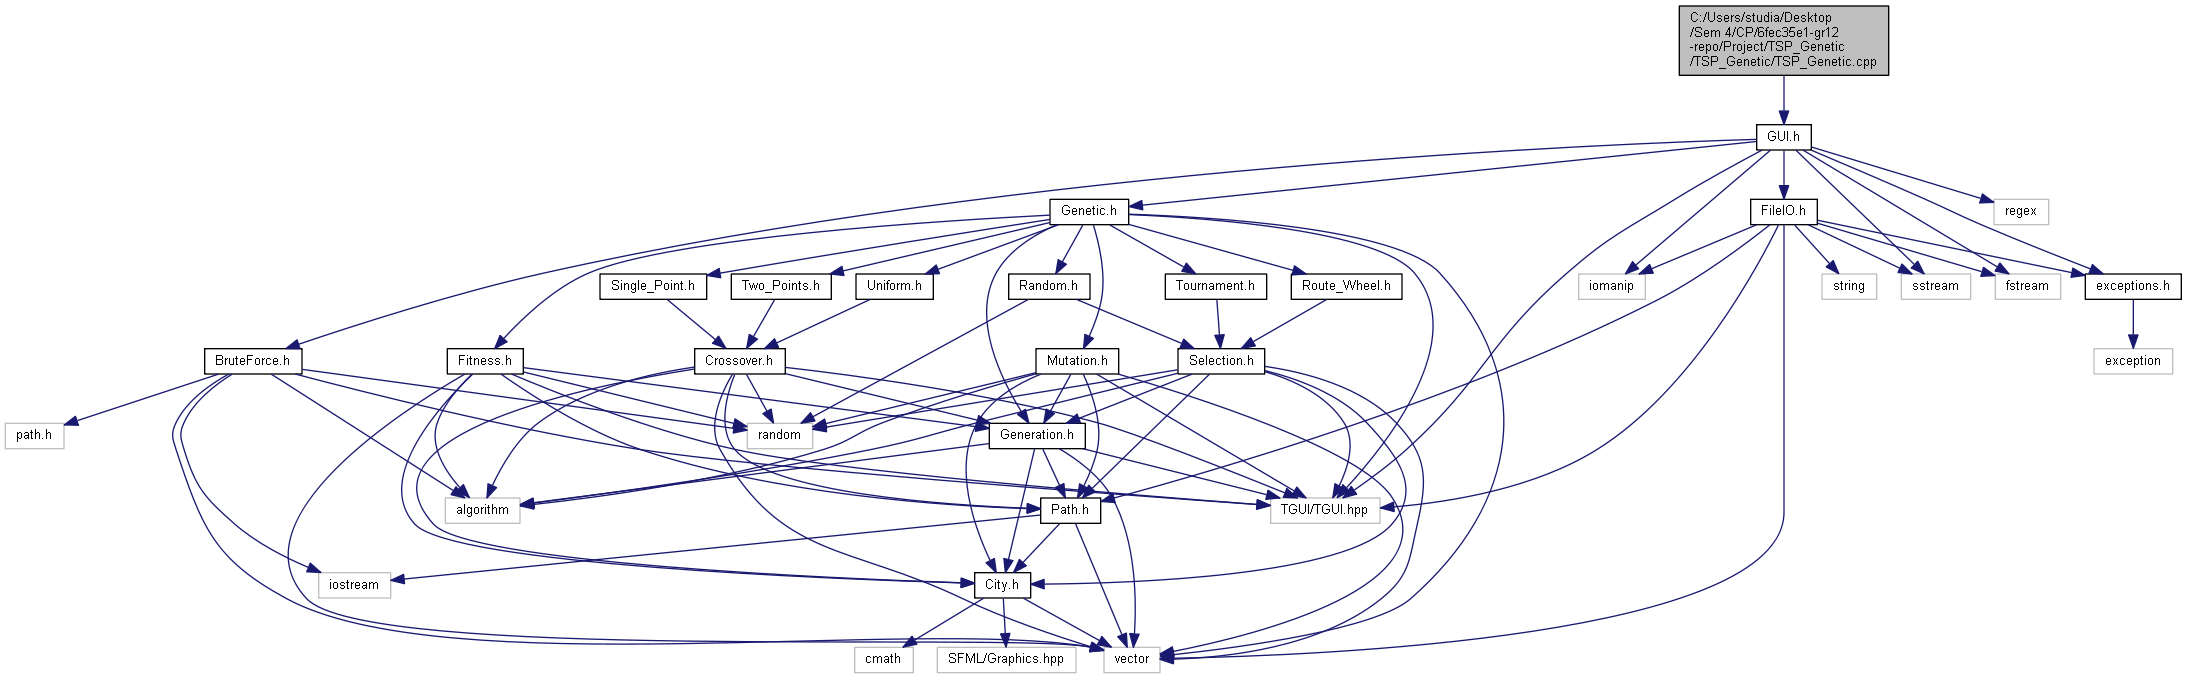 C:/Users/studia/Desktop
/Sem 4/CP/6fec35e1-gr12
-repo/Project/TSP_Genetic
/TSP_Genetic/TSP_Genetic.cpp
GUI.h
Genetic.h
FileIO.h
regex
Single_Point.h
Two_Points.h
Uniform.h
Random.h
Tournament.h
Route_Wheel.h
iomanip
string
sstream
fstream
exceptions.h
BruteForce.h
Fitness.h
Crossover.h
Mutation.h
Selection.h
exception
path.h
random
Generation.h
algorithm
Path.h
TGUI/TGUI.hpp
iostream
City.h
cmath
SFML/Graphics.hpp
vector